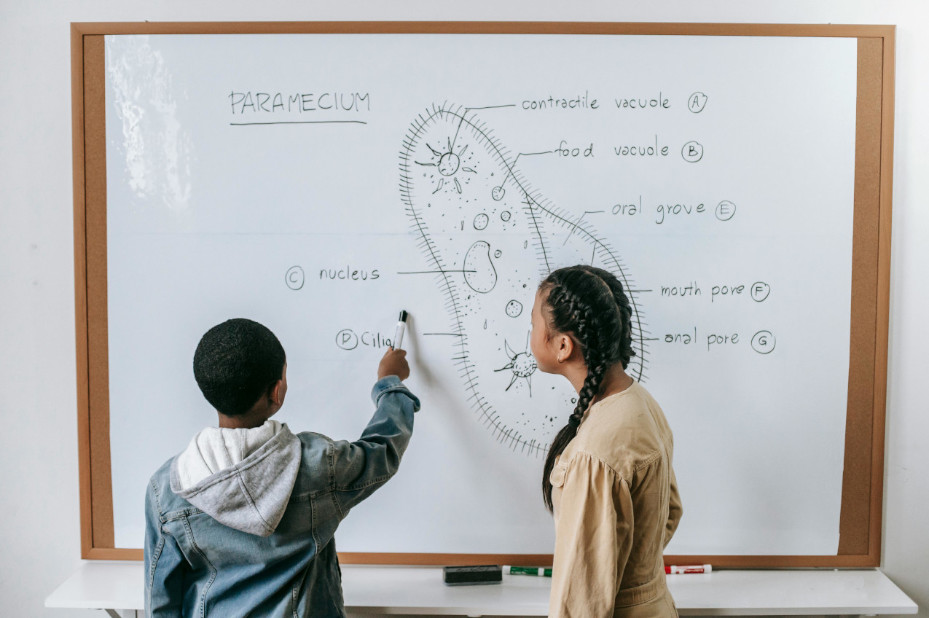 PARAMECIUM
contractile vacuole A
food vacuole B
oral grove E
C nucleus
mouth pore F
D Cilia
anal pore G